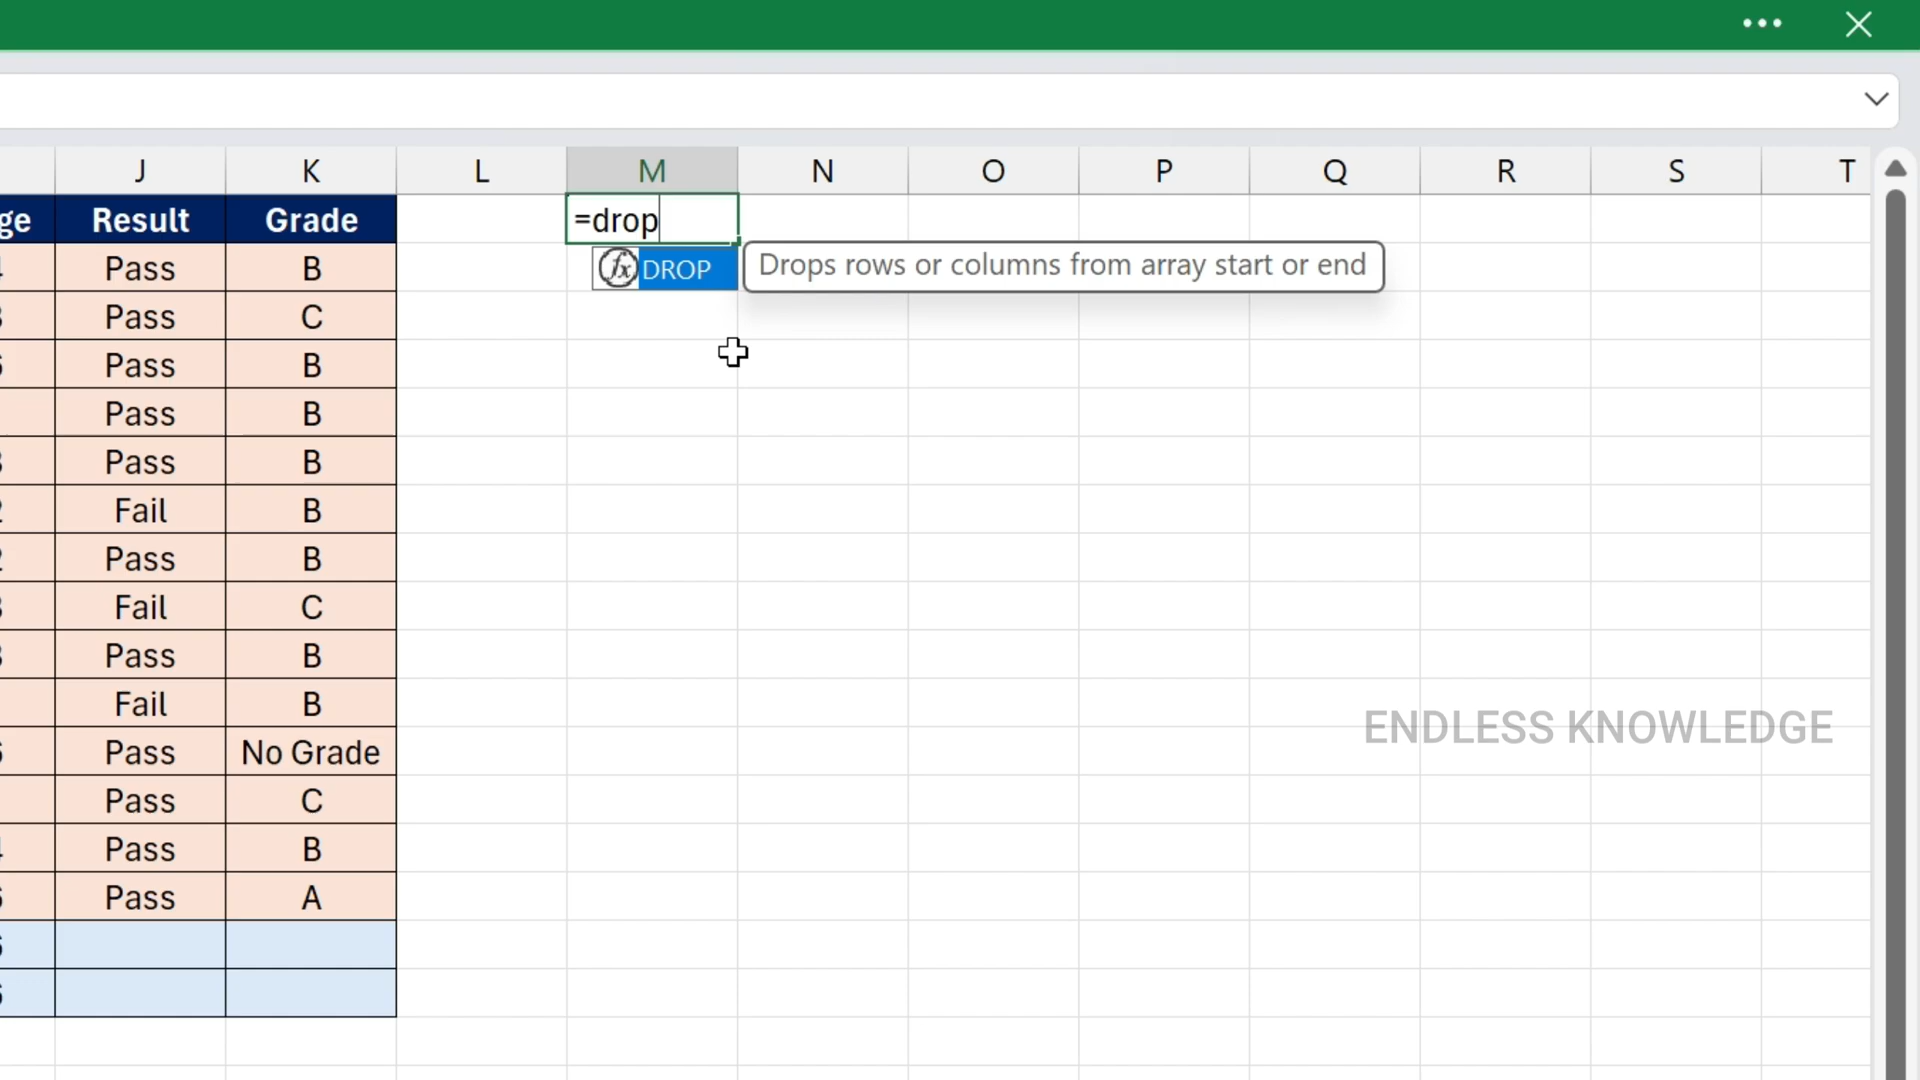 J K L M N O P Q R S T
ge Result Grade =drop
Pass B DROP Drops rows or columns from array start or end
Pass C
Pass B
Pass B
Pass B
Fail B
Pass B
Fail C
Pass B
Fail B
Pass No Grade ENDLESS KNOWLEDGE
Pass C
Pass B
Pass A